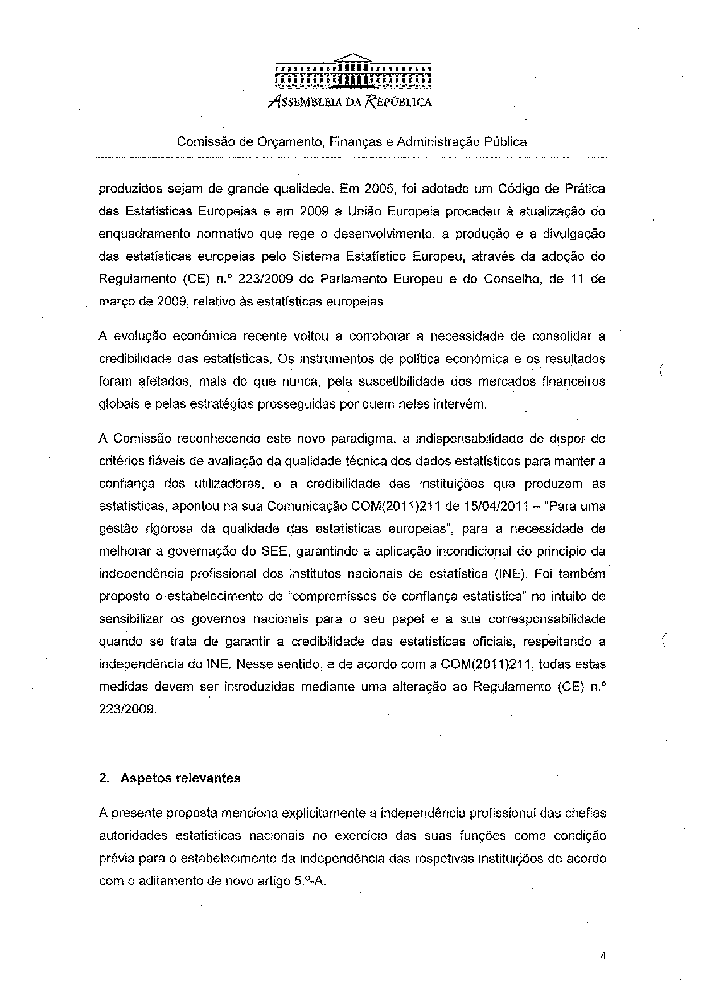 ASSEMBLEIA DA REPÚBLICA
Comissão de Orçamento, Finanças e Administração Pública
produzidos sejam de grande qualidade. Em 2005, foi adotado um Código de Prática
das Estatísticas Europeias e em 2009 a União Europeia procedeu à atualização do
enquadramento normativo que rege o desenvolvimento, a produção e a divulgação
das estatísticas europeias pelo Sistema Estatístico Europeu, através da adoção do
Regulamento (CE) n.º 223/2009 do Parlamento Europeu e do Conselho, de 11 de
março de 2009, relativo às estatísticas europeias.
A evolução económica recente voltou a corroborar a necessidade de consolidar a
credibilidade das estatísticas. Os instrumentos de política económica e os resultados
foram afetados, mais do que nunca, pela suscetibilidade dos mercados financeiros
globais e pelas estratégias prosseguidas por quem neles intervém.
A Comissão reconhecendo este novo paradigma, a indispensabilidade de dispor de
critérios fiáveis de avaliação da qualidade técnica dos dados estatísticos para manter a
confiança dos utilizadores, e a credibilidade das instituições que produzem as
estatísticas, apontou na sua Comunicação COM(2011)211 de 15/04/2011 – “Para uma
gestão rigorosa da qualidade das estatísticas europeias”, para a necessidade de
melhorar a governação do SEE, garantindo a aplicação incondicional do princípio da
independência profissional dos institutos nacionais de estatística (INE). Foi também
proposto o estabelecimento de “compromissos de confiança estatística” no intuito de
sensibilizar os governos nacionais para o seu papel e a sua corresponsabilidade
quando se trata de garantir a credibilidade das estatísticas oficiais, respeitando a
independência do INE. Nesse sentido, e de acordo com a COM(2011)211, todas estas
medidas devem ser introduzidas mediante uma alteração ao Regulamento (CE) n.º
223/2009.
2. Aspetos relevantes
A presente proposta menciona explicitamente a independência profissional das chefias
autoridades estatísticas nacionais no exercício das suas funções como condição
prévia para o estabelecimento da independência das respetivas instituições de acordo
com o aditamento de novo artigo 5.º-A.
4